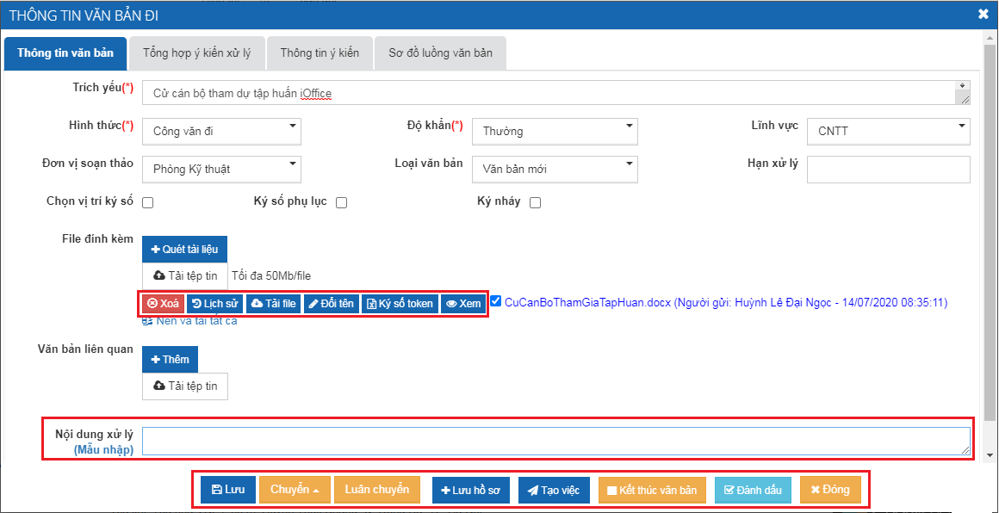 THÔNG TIN VĂN BẢN ĐI
Thông tin văn bản Tổng hợp ý kiến xử lý Thông tin ý kiến Sơ đồ luồng văn bản
Trích yếu(*) Cử cán bộ tham dự tập huấn iOffice
Hình thức(*) Công văn đi Độ khẩn(*) Thường Lĩnh vực CNTT
Đơn vị soạn thảo Phòng Kỹ thuật Loại văn bản Văn bản mới Hạn xử lý
Chọn vị trí ký số Ký số phụ lục Ký nháy
File đính kèm Quét tài liệu
Tải tệp tin Tối đa 50Mb/file
Xoá Lịch sử Tải file Đổi tên Ký số token Xem CuCanBoThamGiaTapHuan.docx (Người gửi: Huỳnh Lê Đại Ngọc - 14/07/2020 08:35:11)
Nén và tải tất cả
Văn bản liên quan Thêm
Tải tệp tin
Nội dung xử lý
(Mẫu nhập)
Lưu Chuyển Luân chuyển Lưu hồ sơ Tạo việc Kết thúc văn bản Đánh dấu Đóng